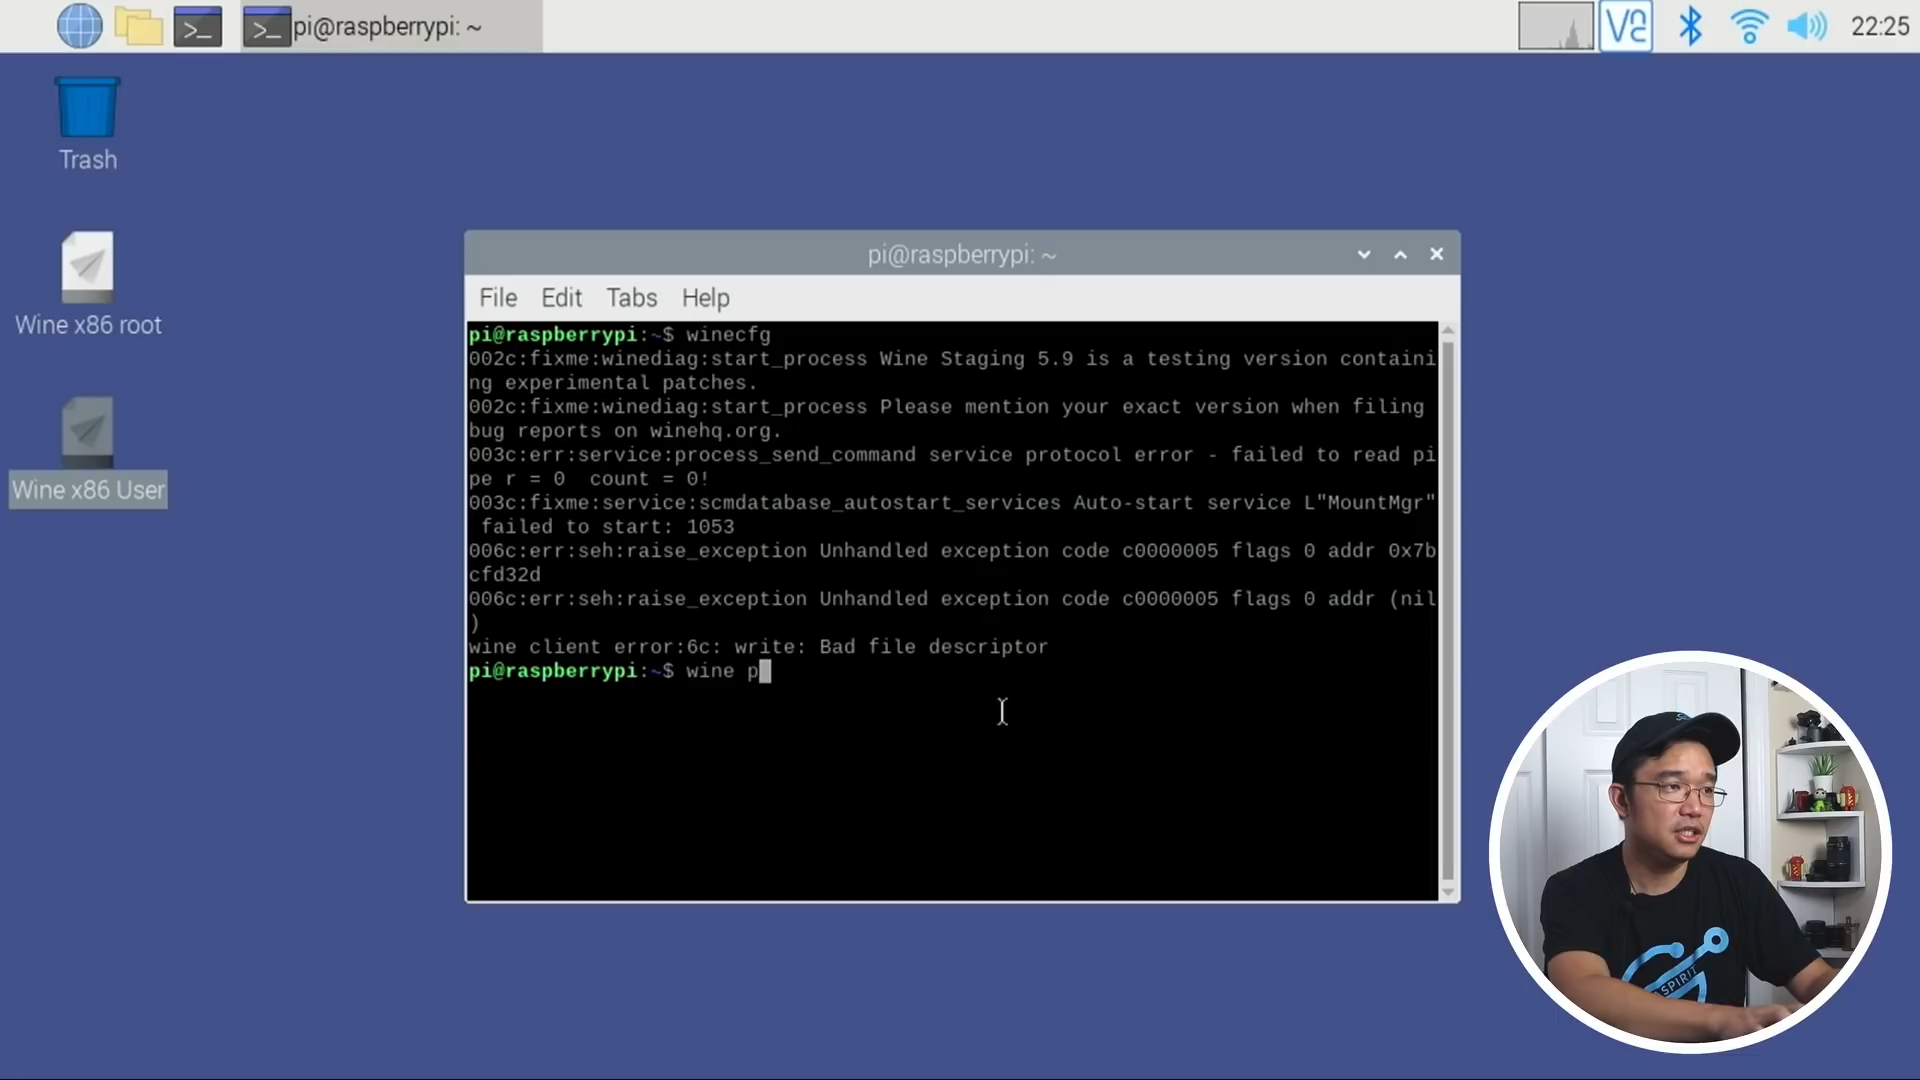 pi@raspberrypi: ~
22:25
Trash
Wine x86 root
Wine x86 User
pi@raspberrypi: ~
File Edit Tabs Help
pi@raspberrypi:~$ winecfg
002c:fixme:winediag:start_process Wine Staging 5.9 is a testing version containi
ng experimental patches.
002c:fixme:winediag:start_process Please mention your exact version when filing
bug reports on winehq.org.
003c:err:service:process_send_command service protocol error - failed to read pi
pe r = 0  count = 0!
003c:fixme:service:scmdatabase_autostart_services Auto-start service L"MountMgr"
 failed to start: 1053
006c:err:seh:raise_exception Unhandled exception code c0000005 flags 0 addr 0x7b
cfd32d
006c:err:seh:raise_exception Unhandled exception code c0000005 flags 0 addr (nil
)
wine client error:6c: write: Bad file descriptor
pi@raspberrypi:~$ wine p